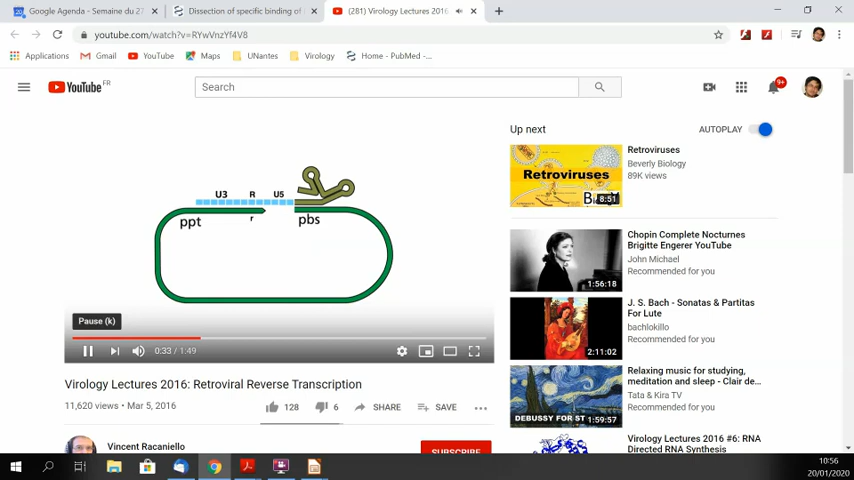 Google Agenda - Semaine du 27
Dissection of specific binding of
(281) Virology Lectures 2016
youtube.com/watch?v=RYwVnzYf4V8
Applications
Gmail
YouTube
Maps
UNantes
Virology
Home - PubMed -...
YouTube FR
Search
9+
Up next
AUTOPLAY
U3 R U5
ppt
r
pbs
Pause (k)
0:33 / 1:49
Virology Lectures 2016: Retroviral Reverse Transcription
11,620 views • Mar 5, 2016
128
6
SHARE
SAVE
Vincent Racaniello
SUBSCRIBE
Retroviruses
8:51
Retroviruses
Beverly Biology
89K views
1:56:18
Chopin Complete Nocturnes
Brigitte Engerer YouTube
John Michael
Recommended for you
2:11:02
J. S. Bach - Sonatas & Partitas
For Lute
bachlokillo
Recommended for you
DEBUSSY FOR ST
1:59:57
Relaxing music for studying,
meditation and sleep - Clair de...
Tata & Kira TV
Recommended for you
Virology Lectures 2016 #6: RNA
Directed RNA Synthesis
10:56
20/01/2020